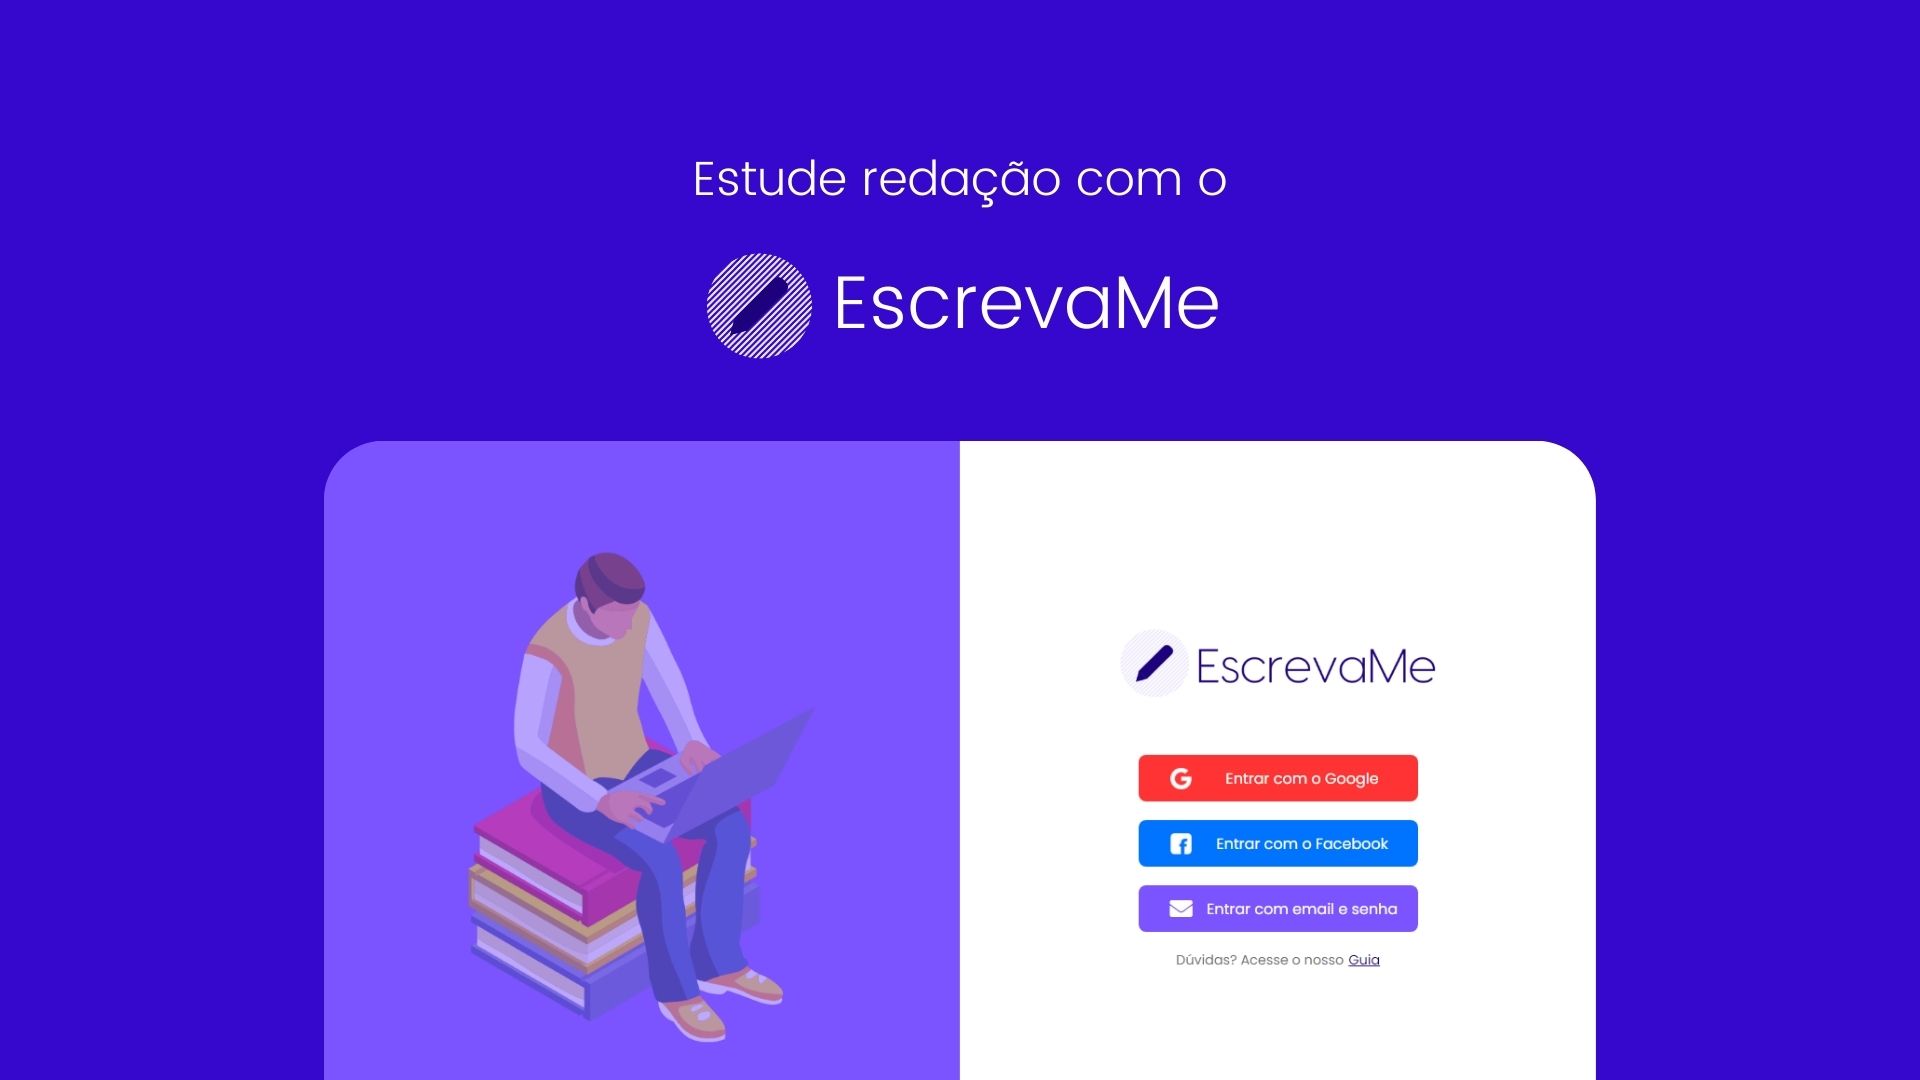 Estude redação com o
EscrevaMe
EscrevaMe
Entrar com o Google
Entrar com o Facebook
Entrar com email e senha
Dúvidas? Acesse o nosso Guia